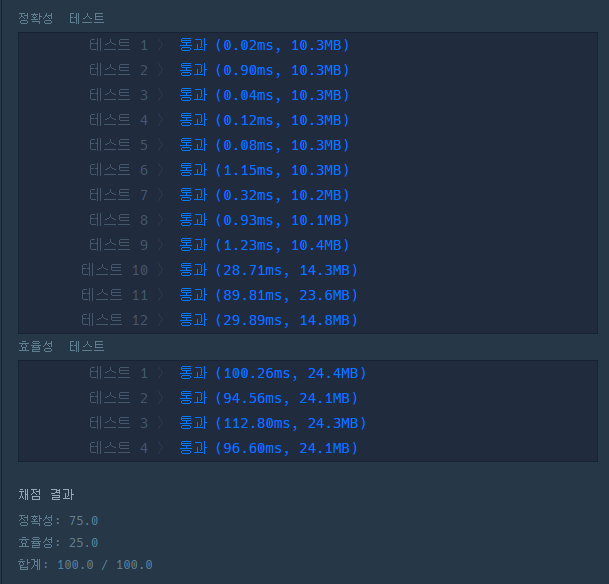 정확성 테스트
테스트 1 〉 통과 (0.02ms, 10.3MB)
테스트 2 〉 통과 (0.90ms, 10.3MB)
테스트 3 〉 통과 (0.04ms, 10.3MB)
테스트 4 〉 통과 (0.12ms, 10.3MB)
테스트 5 〉 통과 (0.08ms, 10.3MB)
테스트 6 〉 통과 (1.15ms, 10.3MB)
테스트 7 〉 통과 (0.32ms, 10.2MB)
테스트 8 〉 통과 (0.93ms, 10.1MB)
테스트 9 〉 통과 (1.23ms, 10.4MB)
테스트 10 〉 통과 (28.71ms, 14.3MB)
테스트 11 〉 통과 (89.81ms, 23.6MB)
테스트 12 〉 통과 (29.89ms, 14.8MB)
효율성 테스트
테스트 1 〉 통과 (100.26ms, 24.4MB)
테스트 2 〉 통과 (94.56ms, 24.1MB)
테스트 3 〉 통과 (112.80ms, 24.3MB)
테스트 4 〉 통과 (96.60ms, 24.1MB)
채점 결과
정확성: 75.0
효율성: 25.0
합계: 100.0 / 100.0